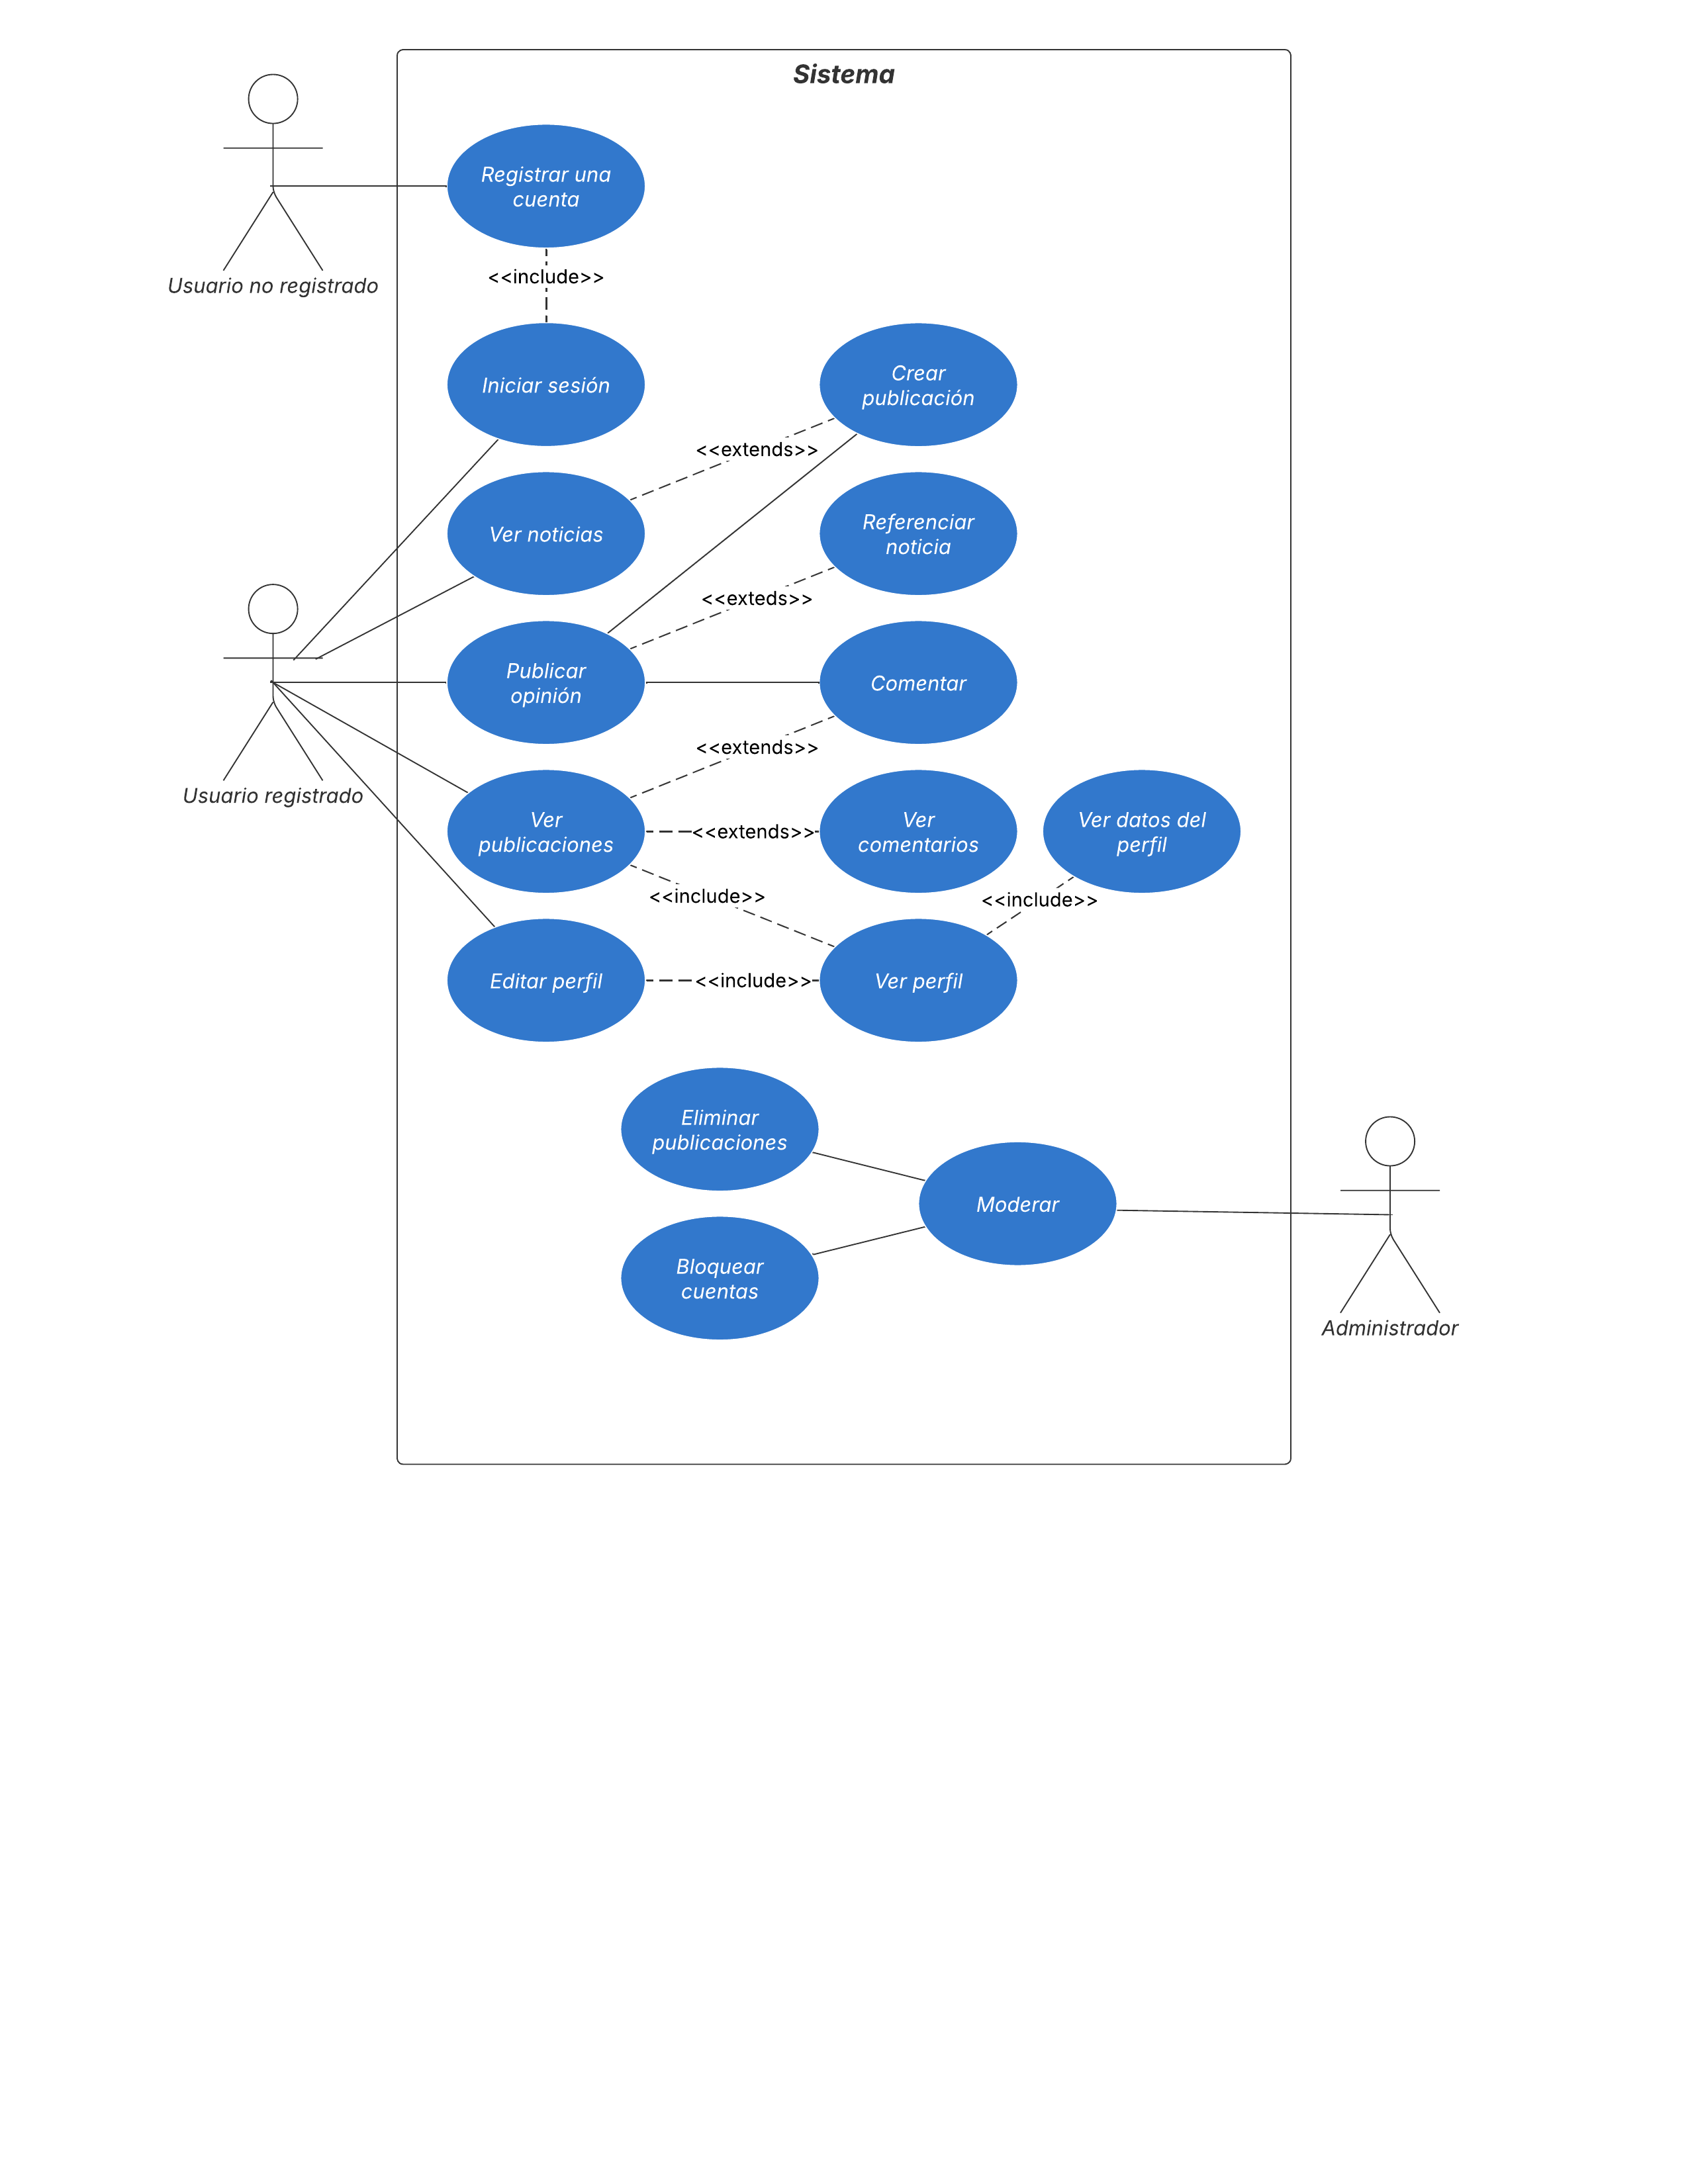 Sistema
Registrar una
cuenta
<<include>>
Usuario no registrado
Iniciar sesión
Crear
publicación
<<extends>>
Ver noticias
Referenciar
noticia
<<exteds>>
Publicar
opinión
Comentar
<<extends>>
Usuario registrado
Ver
publicaciones
<<extends>>
Ver
comentarios
Ver datos del
perfil
<<include>>
<<include>>
Editar perfil
<<include>>
Ver perfil
Eliminar
publicaciones
Moderar
Bloquear
cuentas
Administrador